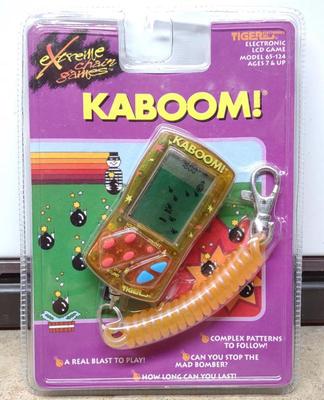 extreme
chain
games
TIGER
ELECTRONIC
LCD GAME
MODEL 65-124
AGES 7 & UP
KABOOM!
KABOOM!
TIGER
COMPLEX PATTERNS
TO FOLLOW!
A REAL BLAST TO PLAY!
CAN YOU STOP THE
MAD BOMBER?
HOW LONG CAN YOU LAST!